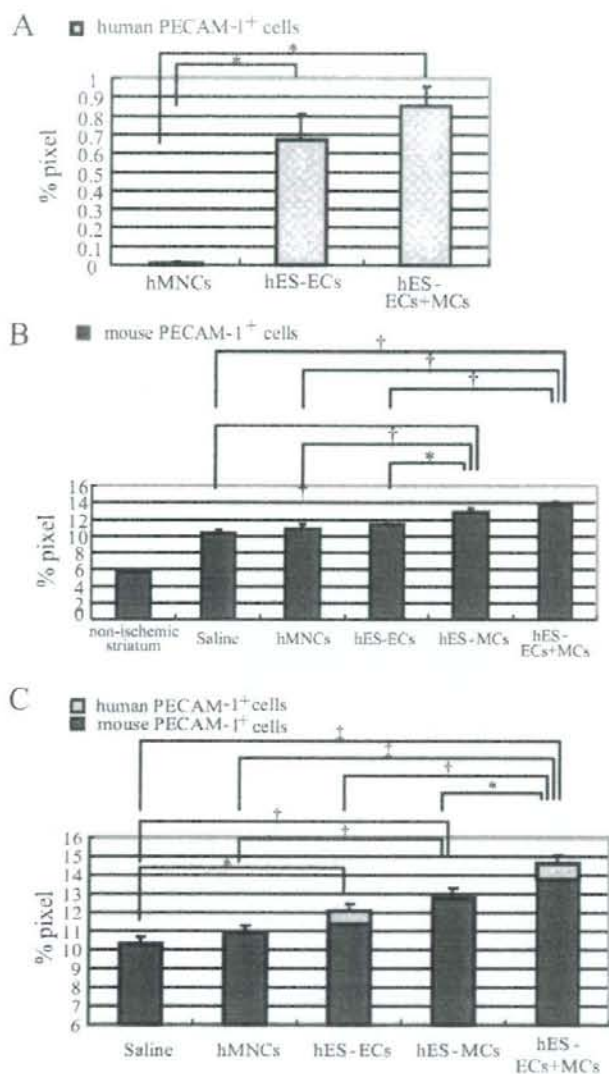 A
human PECAM-1+ cells
*
*
% pixel
1
0.9
0.8
0.7
0.6
0.5
0.4
0.3
0.2
0.1
0
hMNCs
hES-ECs
hES-
ECs+MCs
B
mouse PECAM-1+ cells
†
†
†
†
*
% pixel
16
14
12
10
8
6
4
2
0
non-ischemic
striatum
Saline
hMNCs
hES-ECs
hES-MCs
hES-
ECs+MCs
C
human PECAM-1+ cells
mouse PECAM-1+ cells
†
†
†
*
†
†
*
% pixel
16
15
14
13
12
11
10
9
8
7
6
Saline
hMNCs
hES-ECs
hES-MCs
hES-
ECs+MCs